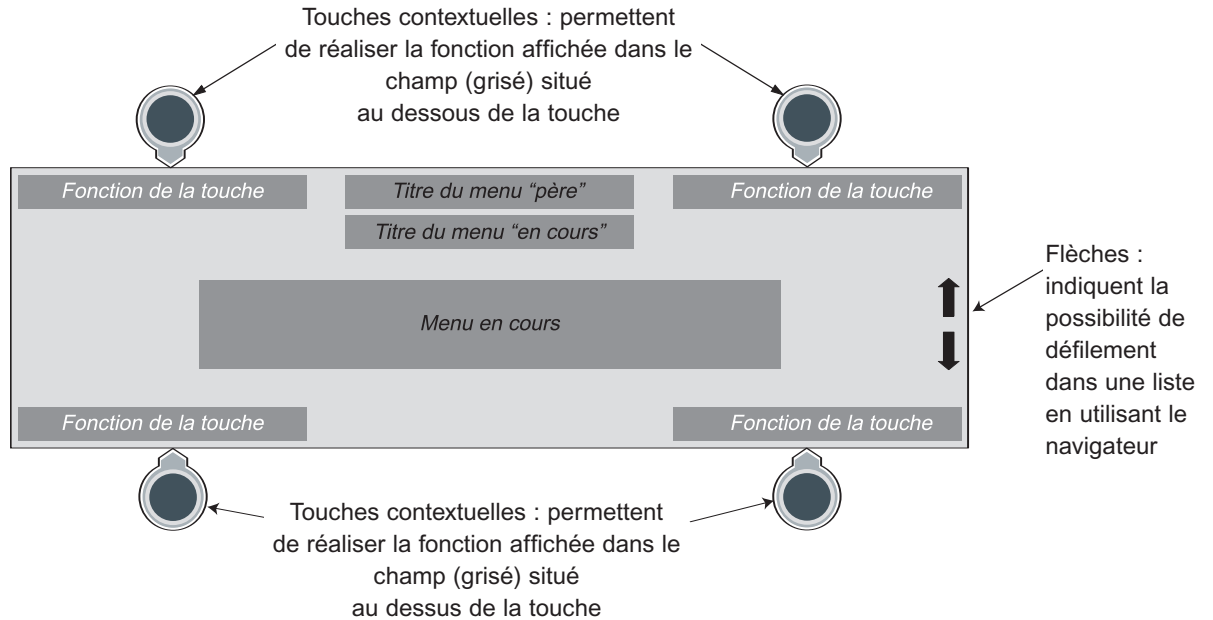 Touches contextuelles : permettent
de réaliser la fonction affichée dans le
champ (grisé) situé
au dessous de la touche
Fonction de la touche
Titre du menu “père”
Fonction de la touche
Titre du menu “en cours”
Menu en cours
Flèches :
indiquent la
possibilité de
défilement
dans une liste
en utilisant le
navigateur
Fonction de la touche
Fonction de la touche
Touches contextuelles : permettent
de réaliser la fonction affichée dans le
champ (grisé) situé
au dessus de la touche